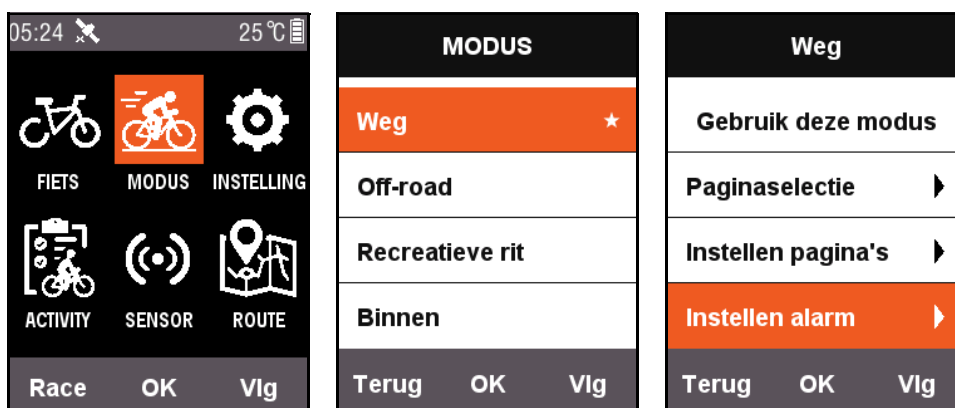 05:24 25 ℃
FIETS MODUS INSTELLING
ACTIVITY SENSOR ROUTE
Race OK Vlg
MODUS
Weg
Off-road
Recreatieve rit
Binnen
Terug OK Vlg
Weg
Gebruik deze modus
Paginaselectie
Instellen pagina's
Instellen alarm
Terug OK Vlg